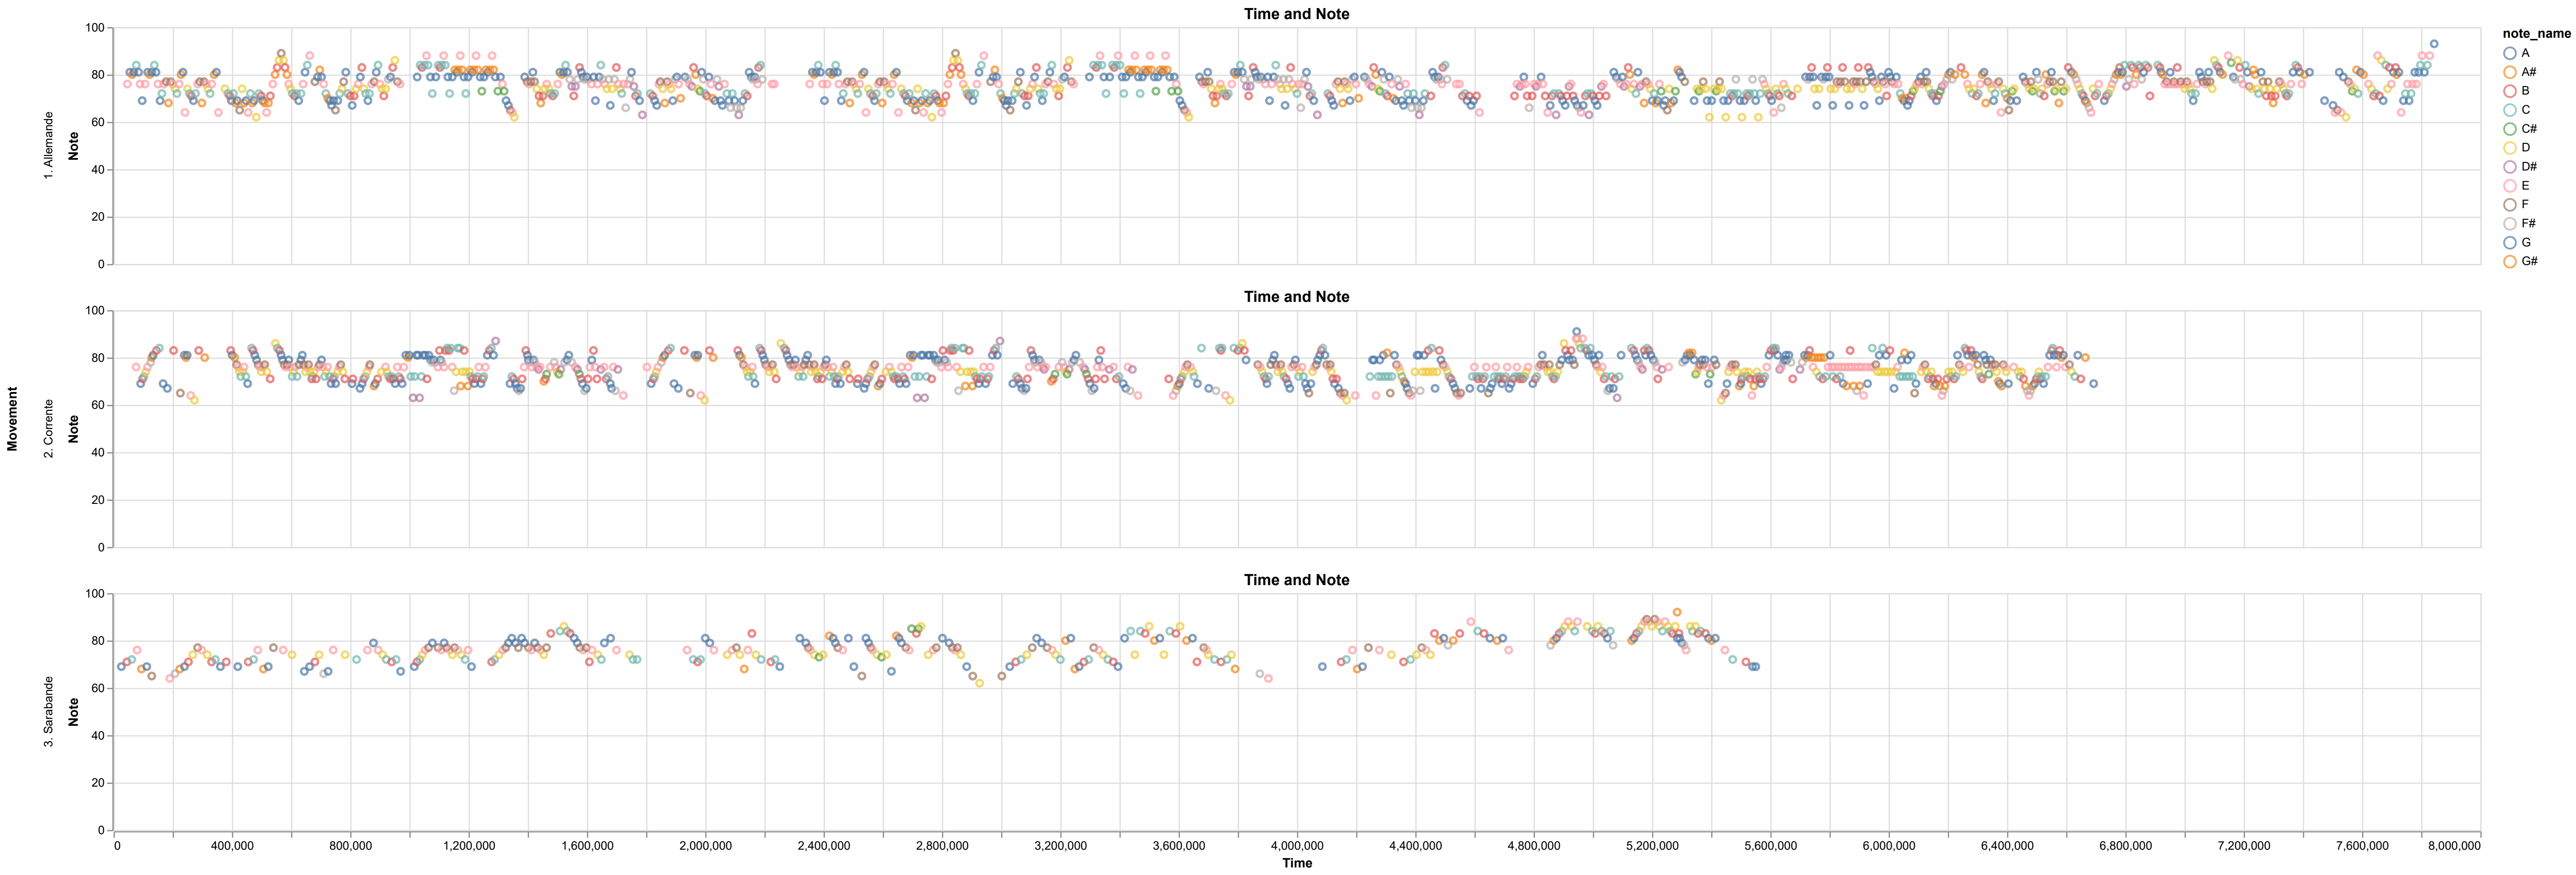 Time and Note
100
80
60
40
20
0
Note
1. Allemande
note_name
A
A#
B
C
C#
D
D#
E
F
F#
G
G#
Time and Note
100
80
60
40
20
0
Note
2. Corrente
Movement
Time and Note
100
80
60
40
20
0
Note
3. Sarabande
0 400,000 800,000 1,200,000 1,600,000 2,000,000 2,400,000 2,800,000 3,200,000 3,600,000 4,000,000 4,400,000 4,800,000 5,200,000 5,600,000 6,000,000 6,400,000 6,800,000 7,200,000 7,600,000 8,000,000
Time